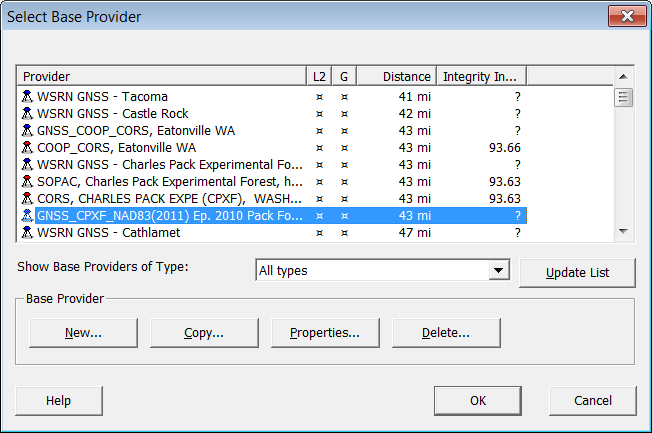 Select Base Provider
Provider L2 G Distance Integrity In...
WSRN GNSS - Tacoma ¤ ¤ 41 mi ?
WSRN GNSS - Castle Rock ¤ ¤ 42 mi ?
GNSS_COOP_CORS, Eatonville WA ¤ ¤ 43 mi ?
COOP_CORS, Eatonville WA ¤ ¤ 43 mi 93.66
WSRN GNSS - Charles Pack Experimental Fo... ¤ ¤ 43 mi ?
SOPAC, Charles Pack Experimental Forest, h... ¤ ¤ 43 mi 93.63
CORS, CHARLES PACK EXPE (CPXF),  WASH... ¤ ¤ 43 mi 93.63
GNSS_CPXF_NAD83(2011) Ep. 2010 Pack Fo... ¤ ¤ 43 mi ?
WSRN GNSS - Cathlamet ¤ ¤ 47 mi ?
Show Base Providers of Type: All types Update List
Base Provider
New... Copy... Properties... Delete...
Help OK Cancel